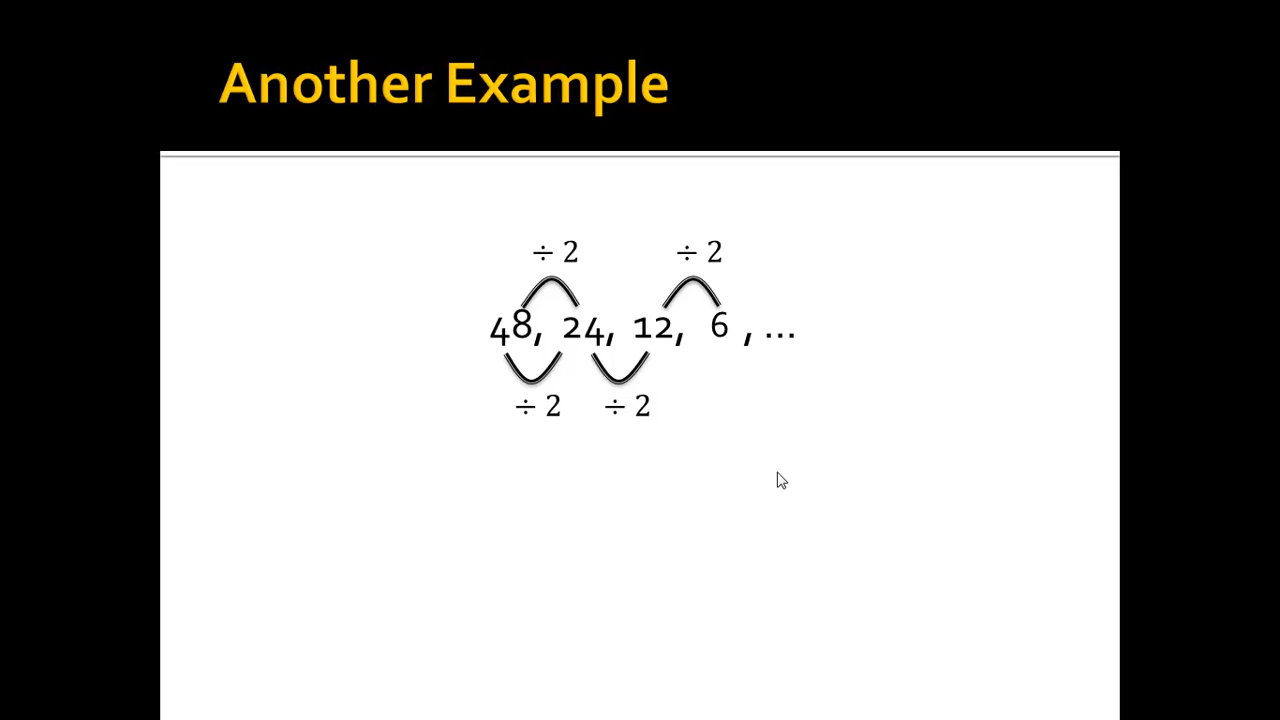 Another Example
÷ 2 ÷ 2
48, 24, 12, 6 , ...
÷ 2 ÷ 2